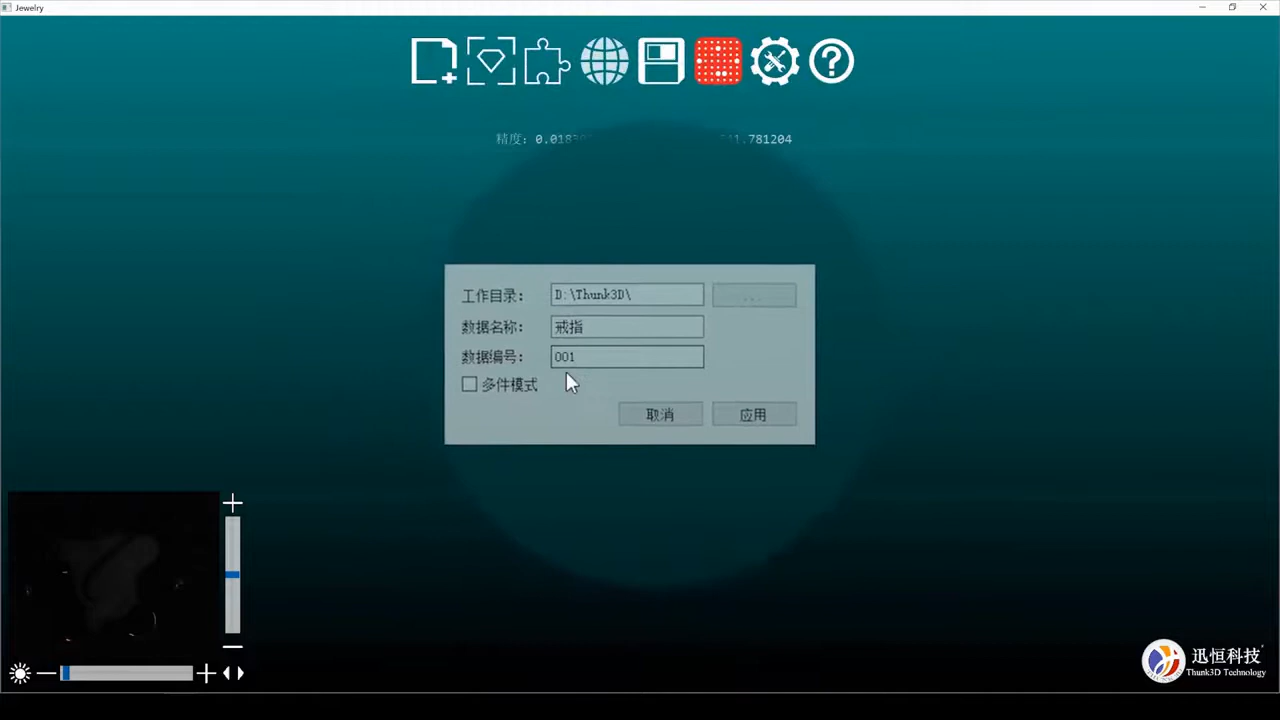 Jewelry
精度: 0.018 1.781204
工作目录: D:\Thunk3D\ ...
数据名称: 戒指
数据编号: 001
多件模式
取消 应用
迅恒科技
Thunk3D Technology